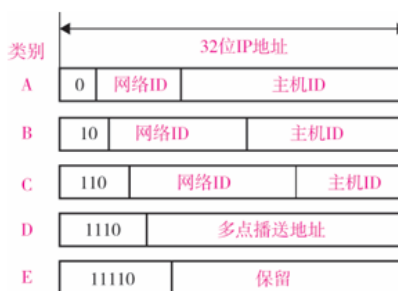 32位IP地址
类别
A 0 网络ID 主机ID
B 10 网络ID 主机ID
C 110 网络ID 主机ID
D 1110 多点播送地址
E 11110 保留